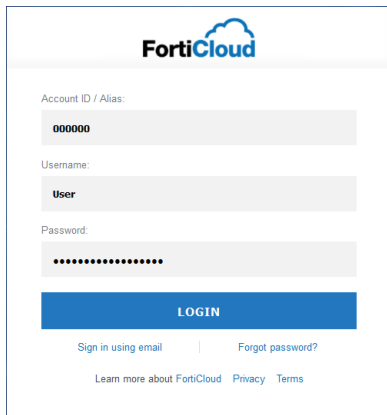 FortiCloud
Account ID / Alias:
000000
Username:
User
Password:
••••••••••••••••••
LOGIN
Sign in using email Forgot password?
Learn more about FortiCloud Privacy Terms